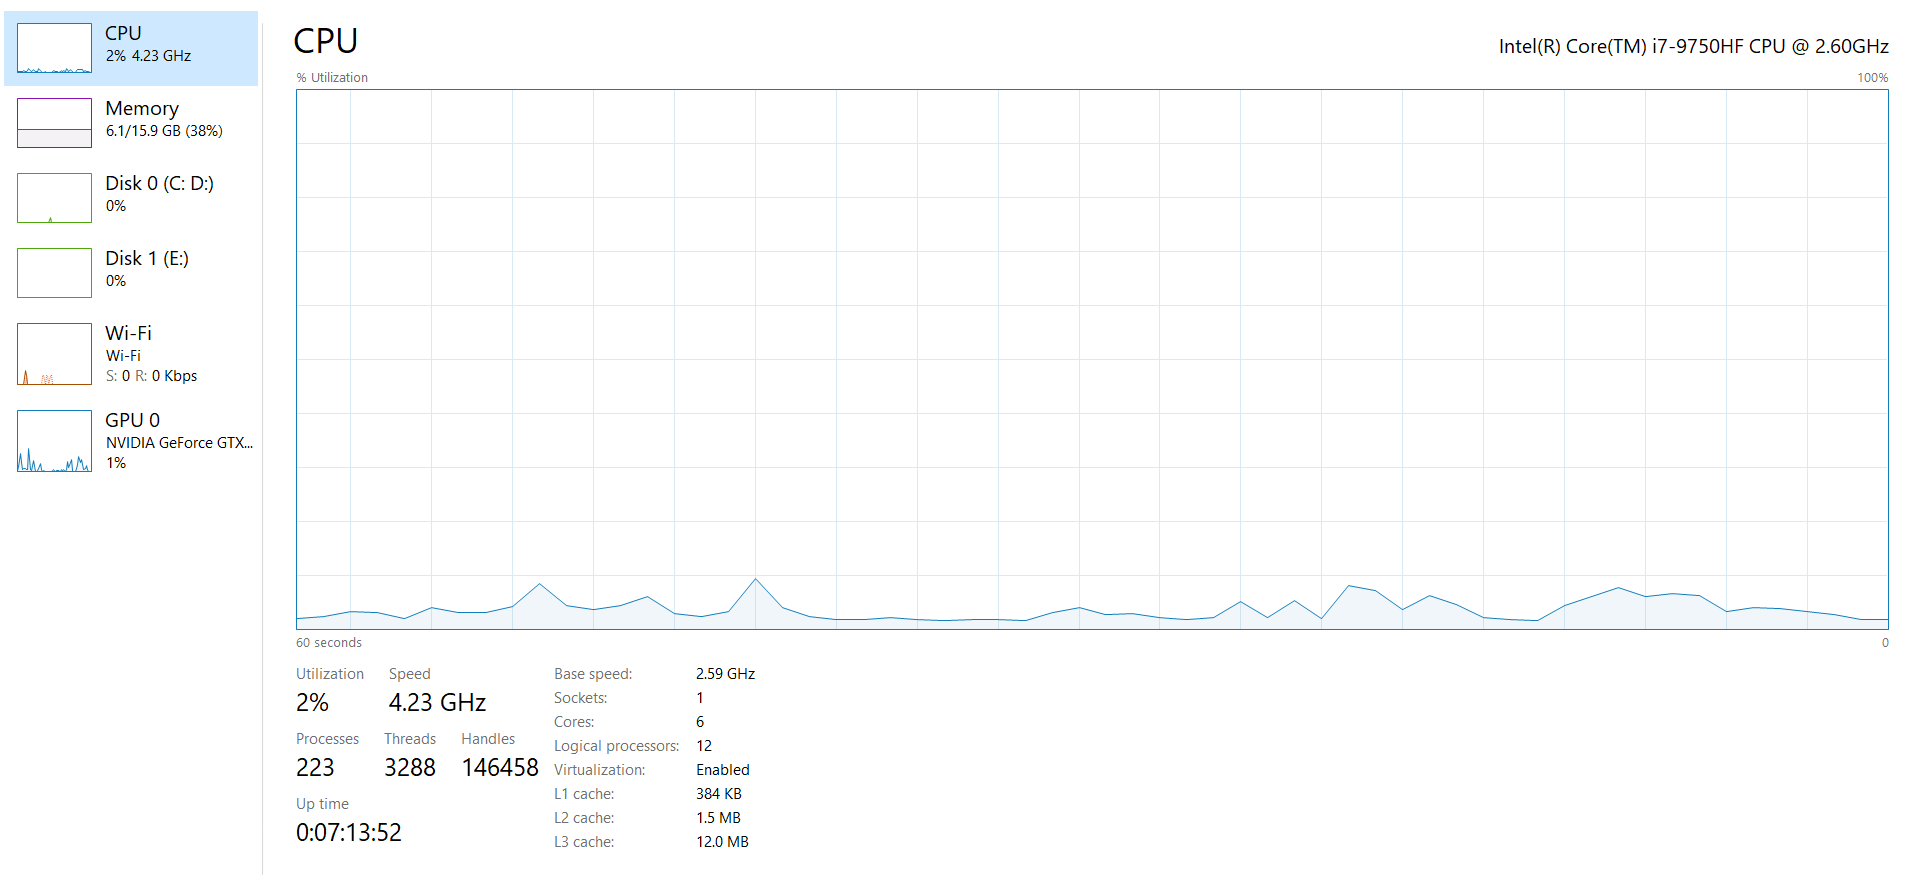 CPU
2% 4.23 GHz
Memory
6.1/15.9 GB (38%)
Disk 0 (C: D:)
0%
Disk 1 (E:)
0%
Wi-Fi
Wi-Fi
S: 0 R: 0 Kbps
GPU 0
NVIDIA GeForce GTX...
1%
CPU
Intel(R) Core(TM) i7-9750HF CPU @ 2.60GHz
% Utilization 100%
60 seconds 0
Utilization Speed
2% 4.23 GHz
Processes Threads Handles
223 3288 146458
Up time
0:07:13:52
Base speed: 2.59 GHz
Sockets: 1
Cores: 6
Logical processors: 12
Virtualization: Enabled
L1 cache: 384 KB
L2 cache: 1.5 MB
L3 cache: 12.0 MB